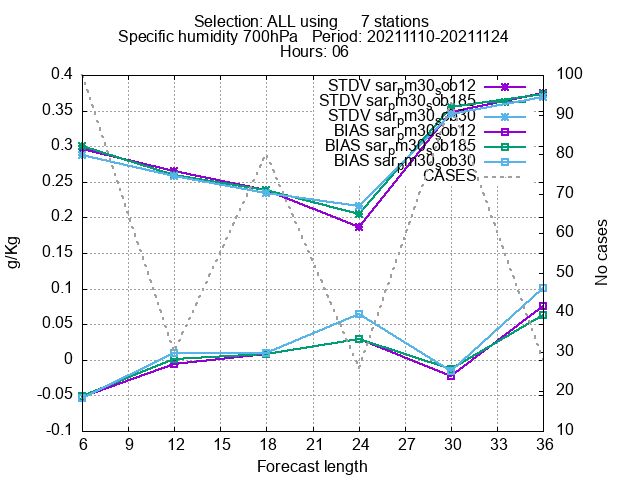 Selection: ALL using 7 stations
Specific humidity 700hPa Period: 20211110-20211124
Hours: 06
STDV sar_pm30_sob12
STDV sar_pm30_sob185
STDV sar_pm30_sob30
BIAS sar_pm30_sob12
BIAS sar_pm30_sob185
BIAS sar_pm30_sob30
CASES
0.4
0.35
0.3
0.25
0.2
0.15
0.1
0.05
0
-0.05
-0.1
g/Kg
100
90
80
70
60
50
40
30
20
10
No cases
6 9 12 15 18 21 24 27 30 33 36
Forecast length